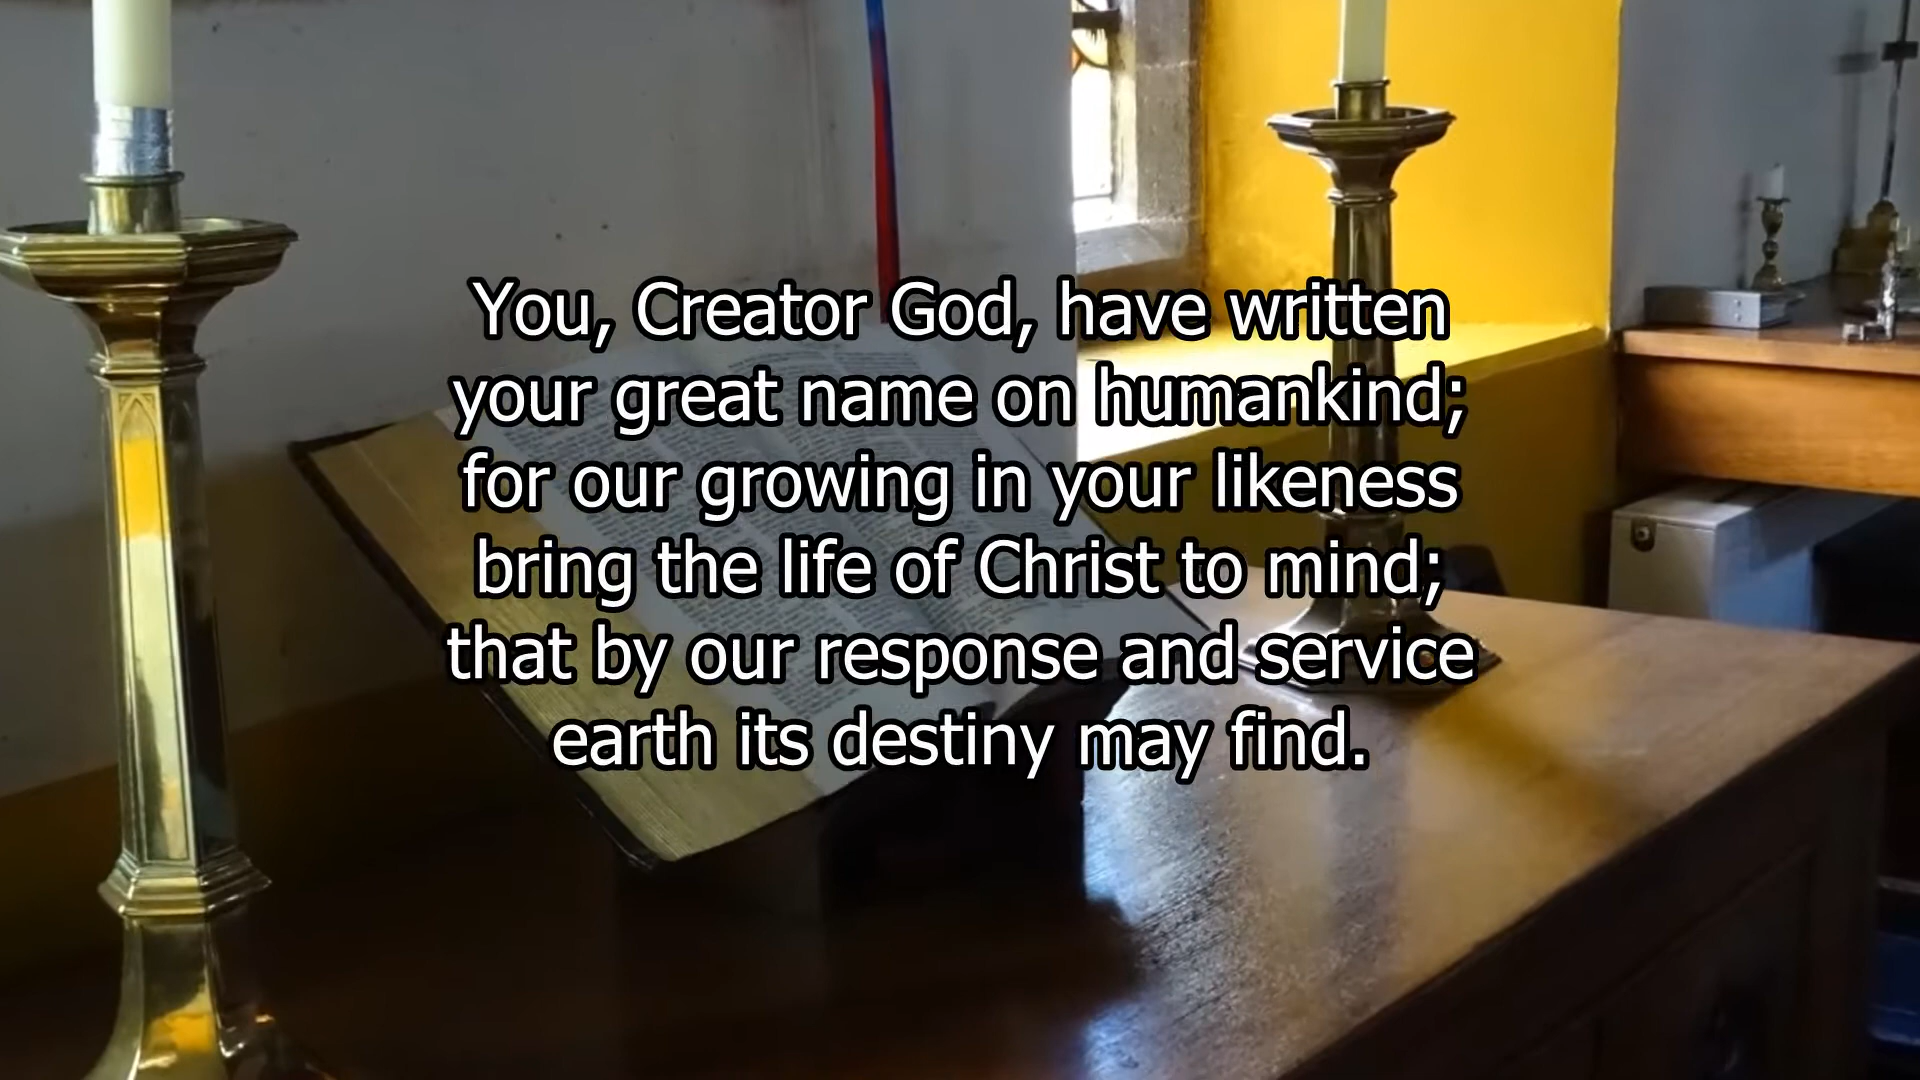 You, Creator God, have written
your great name on humankind;
for our growing in your likeness
bring the life of Christ to mind;
that by our response and service
earth its destiny may find.